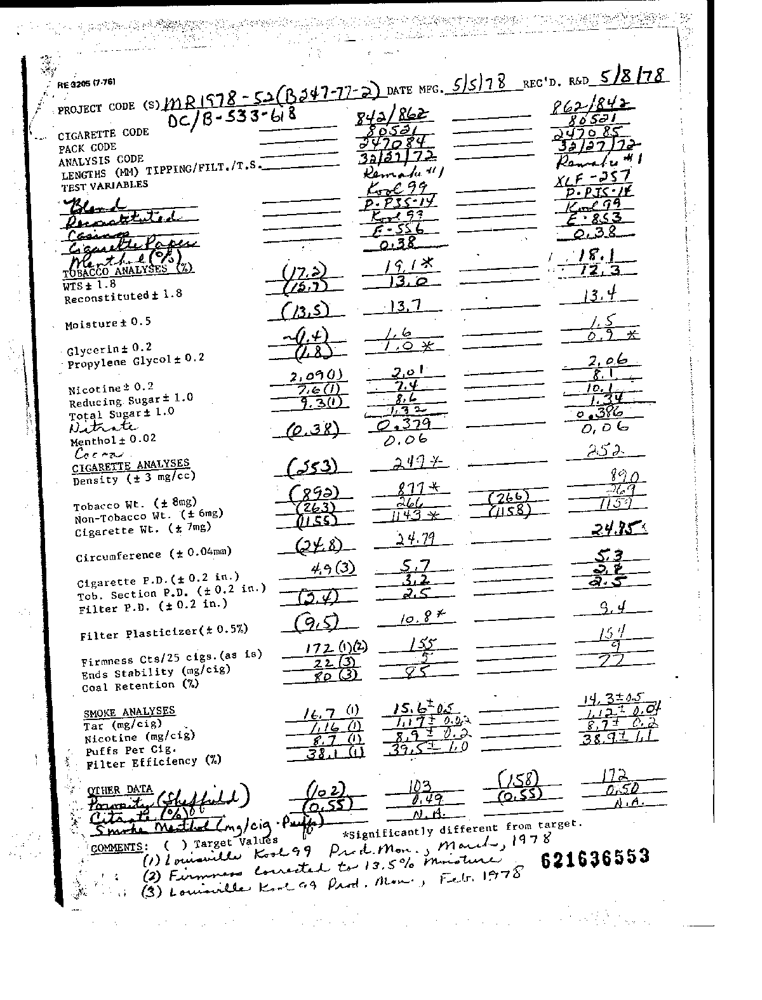 RE 3205 (7-76)
PROJECT CODE (S) MR1978-52(B247-77-2) DATE MFG. 5/5/78 REC'D. R&D 5/8/78
DC/B-533-618
CIGARETTE CODE 842/862 862/842
PACK CODE 80521 80521
ANALYSIS CODE 247084 247085
LENGTHS (MM) TIPPING/FILT./T.S. 32/27/72 32/27/72
TEST VARIABLES Remake #1 Remake #1
Blend Kool 99 XLF-257
Reconstituted P-PJS-14 P-PJS-14
Casings Kool 99 Kool 99
Cigarette Paper E-556 E-853
Menthol (%) 0.38 0.38
TOBACCO ANALYSES (%)
WTS ± 1.8 (17.2) 19.1* 18.1
Reconstituted ± 1.8 (15.7) 13.0 12.3
Moisture ± 0.5 (13.5) 13.7 13.4
Glycerin ± 0.2 ~(1.4) 1.6 1.5
Propylene Glycol ± 0.2 (1.8) 1.0* 0.9*
Nicotine ± 0.2 2.09(1) 2.01 2.06
Reducing Sugar ± 1.0 7.6(1) 7.4 8.1
Total Sugar ± 1.0 9.3(1) 8.6 10.1
Nitrate 1.32 1.34
Menthol ± 0.02 (0.38) 0.379 0.386
Cocoa 0.06 0.06
CIGARETTE ANALYSES
Density (± 3 mg/cc) (253) 247* 252
Tobacco Wt. (± 8mg) (892) 877* 890
Non-Tobacco Wt. (± 6mg) (263) 266 (266) 269
Cigarette Wt. (± 7mg) (1155) 1143* (1158) 1159
Circumference (± 0.04mm) (24.8) 24.79 24.85*
Cigarette P.D. (± 0.2 in.) 4.9(3) 5.7 5.3
Tob. Section P.D. (± 0.2 in.) 3.2 2.8
Filter P.D. (± 0.2 in.) (2.4) 2.5 2.5
Filter Plasticizer (± 0.5%) (9.5) 10.8* 9.4
Firmness Cts/25 cigs. (as is) 172(1)(2) 155 154
Ends Stability (mg/cig) 22(3) 5 9
Coal Retention (%) 80(3) 85 77
SMOKE ANALYSES
Tar (mg/cig) 16.7 (1) 15.6±0.5 14.3±0.5
Nicotine (mg/cig) 1.16 (1) 1.17± 1.12±0.04
Puffs Per Cig. 8.7 (1) 8.9±0.2 8.7±0.2
Filter Efficiency (%) 38.1 (1) 39.5±1.0 38.9±1.1
OTHER DATA
Porosity (Sheffield) (102) 103 (158) 172
Citrate (%) (0.55) 0.49 (0.55) 0.50
Smoke Menthol (mg/cig - Puffs) N.A. N.A.
COMMENTS: ( ) Target Values *Significantly different from target.
(1) Louisville Kool 99 Prd. Mon., March, 1978
(2) Firmness corrected to 13.5% moisture
(3) Louisville Kool 99 Prod. Mon., Feb. 1978
621636553